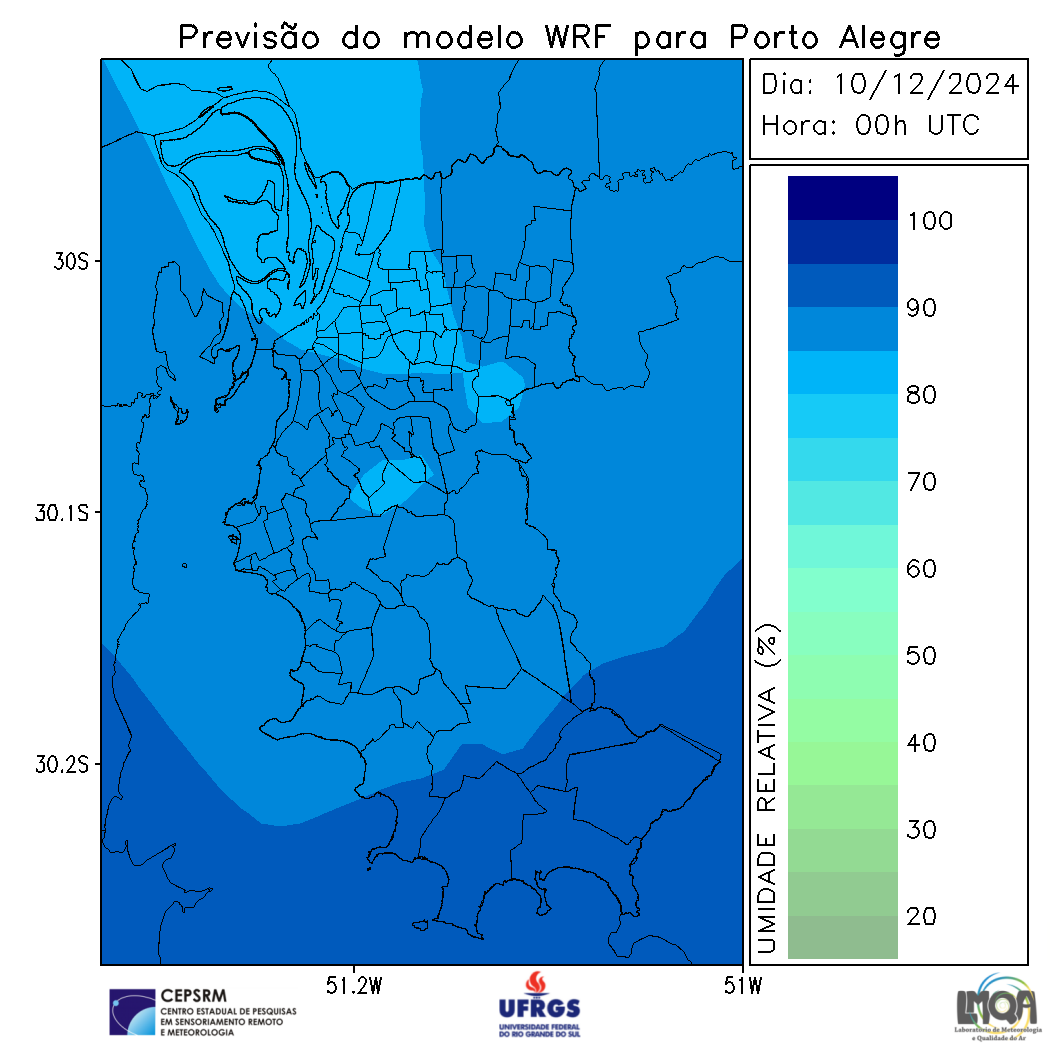 Previsão do modelo WRF para Porto Alegre
Dia: 10/12/2024
Hora: 00h UTC
30S
30.1S
30.2S
51.2W
51W
UMIDADE RELATIVA (%)
100
90
80
70
60
50
40
30
20
CEPSRM
CENTRO ESTADUAL DE PESQUISAS
EM SENSORIAMENTO REMOTO
E METEOROLOGIA
UFRGS
UNIVERSIDADE FEDERAL
DO RIO GRANDE DO SUL
LMQA
Laboratório de Meteorologia
e Qualidade do Ar